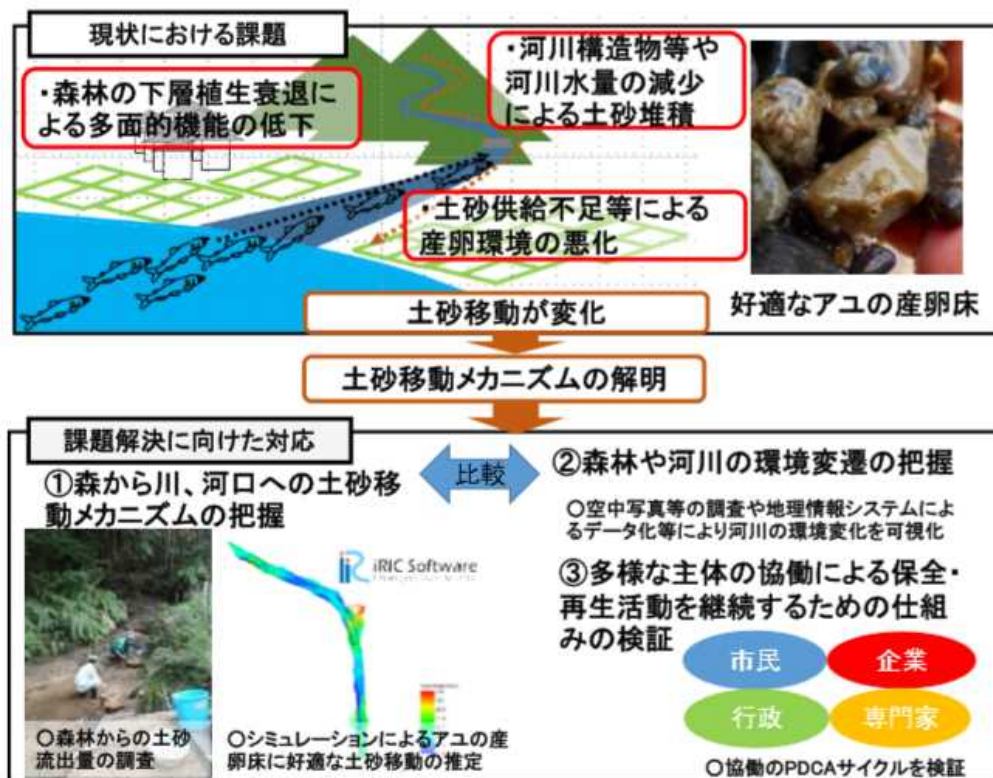 現状における課題
・森林の下層植生衰退に
よる多面的機能の低下
・河川構造物等や
河川水量の減少
による土砂堆積
・土砂供給不足等による
産卵環境の悪化
好適なアユの産卵床
土砂移動が変化
土砂移動メカニズムの解明
課題解決に向けた対応
①森から川、河口への土砂移
動メカニズムの把握
比較
②森林や河川の環境変遷の把握
○空中写真等の調査や地理情報システムによ
るデータ化等により河川の環境変化を可視化
iRIC Software
③多様な主体の協働による保全・
再生活動を継続するための仕組
みの検証
市民
企業
行政
専門家
○森林からの土砂
流出量の調査
○シミュレーションによるアユの産
卵床に好適な土砂移動の推定
○協働のPDCAサイクルを検証